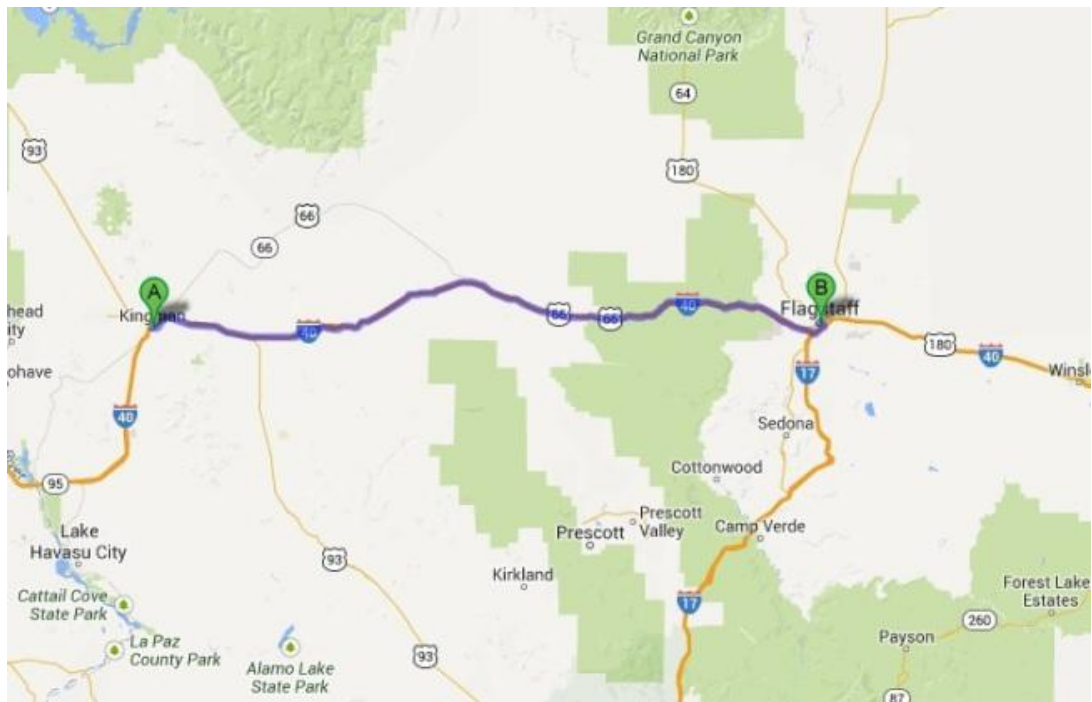 Grand Canyon
National Park
64
93
180
66
66
A
B
Kingman
head
ity
40
66
66
40
Flagstaff
180
40
ohave
17
Winsl
40
Sedona
95
Cottonwood
Prescott
Valley
Prescott
Camp Verde
Lake
Havasu City
93
Kirkland
Cattail Cove
State Park
17
Forest Lake
Estates
La Paz
County Park
260
Payson
Alamo Lake
State Park
93
87